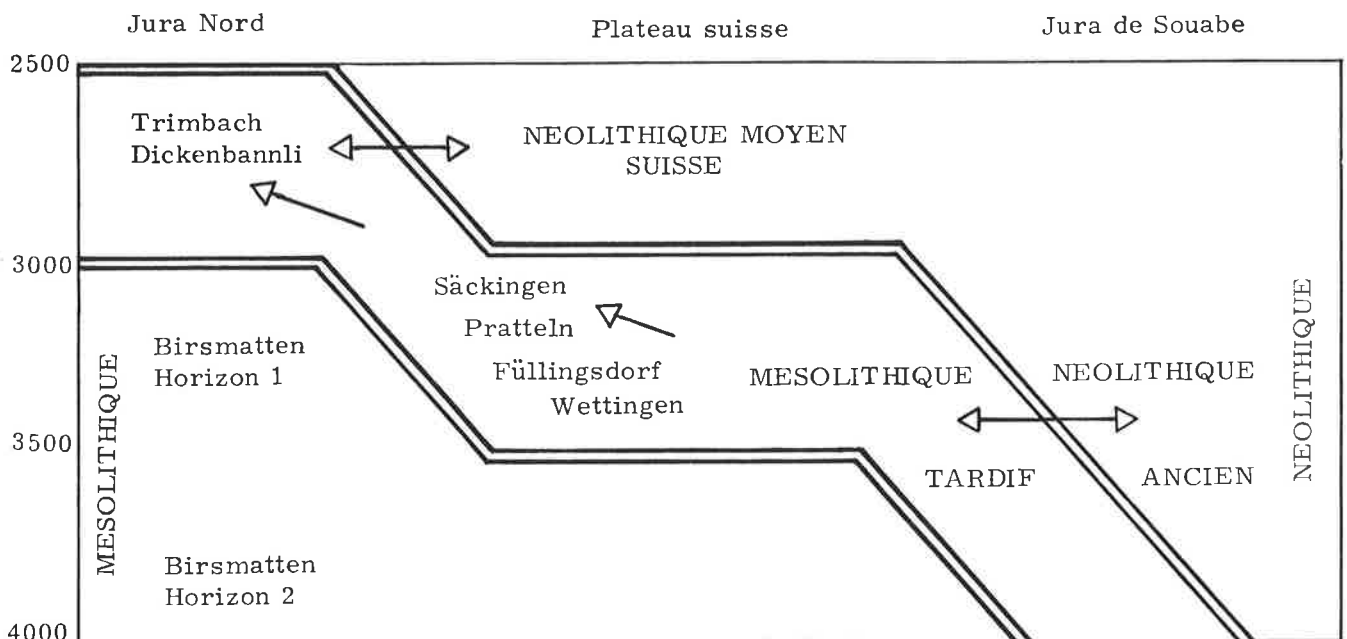 Jura Nord
Plateau suisse
Jura de Souabe
2500
Trimbach
Dickenbannli
NEOLITHIQUE MOYEN
SUISSE
3000
Säckingen
Pratteln
Füllingsdorf
Wettingen
Birsmatten
Horizon 1
MESOLITHIQUE
MESOLITHIQUE
TARDIF
NEOLITHIQUE
ANCIEN
NEOLITHIQUE
3500
Birsmatten
Horizon 2
4000